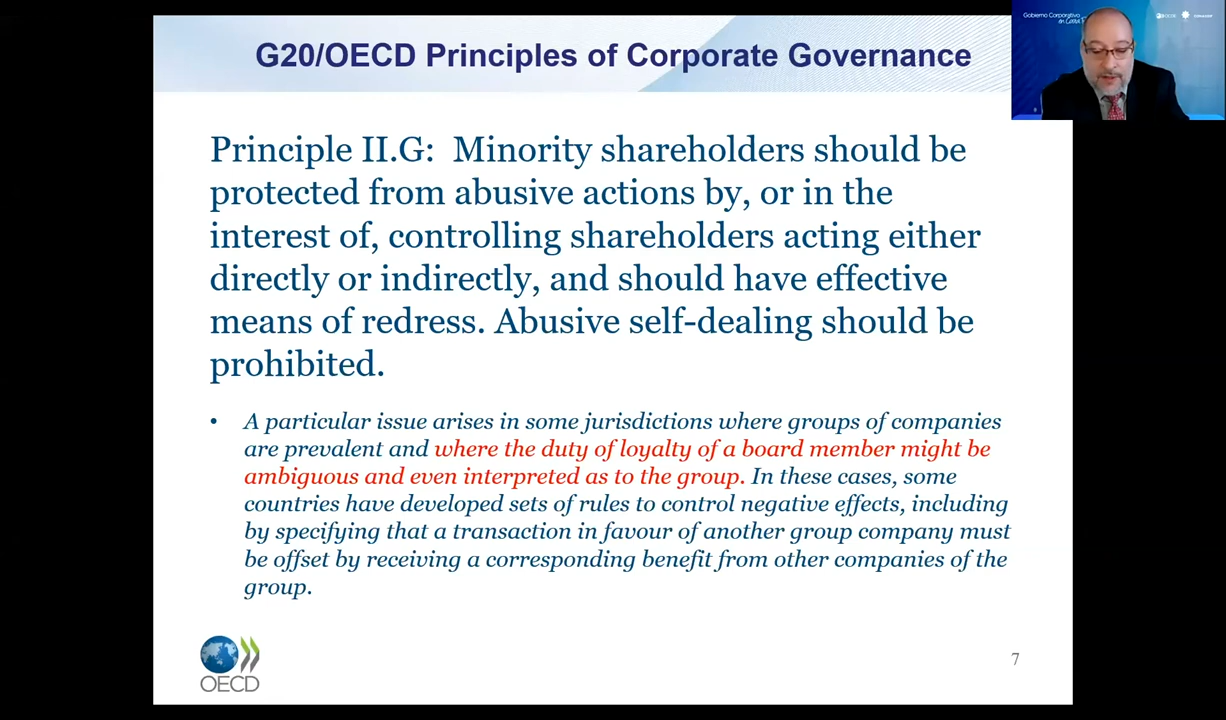 G20/OECD Principles of Corporate Governance
Gobierno Corporativo
Principle II.G:  Minority shareholders should be
protected from abusive actions by, or in the
interest of, controlling shareholders acting either
directly or indirectly, and should have effective
means of redress. Abusive self-dealing should be
prohibited.
• A particular issue arises in some jurisdictions where groups of companies
are prevalent and where the duty of loyalty of a board member might be
ambiguous and even interpreted as to the group. In these cases, some
countries have developed sets of rules to control negative effects, including
by specifying that a transaction in favour of another group company must
be offset by receiving a corresponding benefit from other companies of the
group.
OECD
7